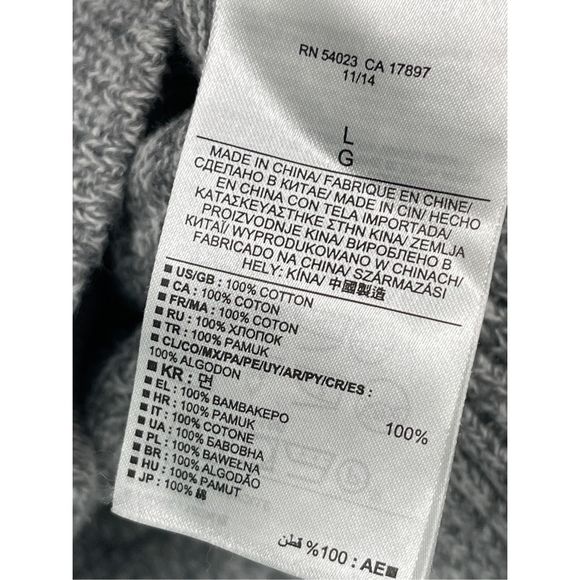 RN 54023 CA 17897
11/14
L
G
MADE IN CHINA/ FABRIQUE EN CHINE/
СДЕЛАНО В КИТАЕ/ MADE IN CIN/ HECHO
EN CHINA CON TELA IMPORTADA/
ΚΑΤΑΣΚΕΥΑΣΤΗΚΕ ΣΤΗΝ ΚΙΝΑ/ ZEMLJA
PROIZVODNJE KINA/ ВИРОБЛЕНО В
КИТАЇ/ WYPRODUKOWANO W CHINACH/
FABRICADO NA CHINA/ SZÁRMAZÁSI
HELY: KÍNA/ 中國製造
US/GB : 100% COTTON
CA : 100% COTON
FR/MA : 100% COTON
RU : 100% ХЛОПОК
TR : 100% PAMUK
CL/CO/MX/PA/PE/UY/AR/PY/CR/ES :
100% ALGODON
KR : 면 100%
EL : 100% ΒΑΜΒΑΚΕΡΟ
HR : 100% PAMUK
IT : 100% COTONE
UA : 100% БАВОВНА
PL : 100% BAWEŁNA
BR : 100% ALGODÃO
HU : 100% PAMUT
JP : 100% 綿
AE : 100% قطن